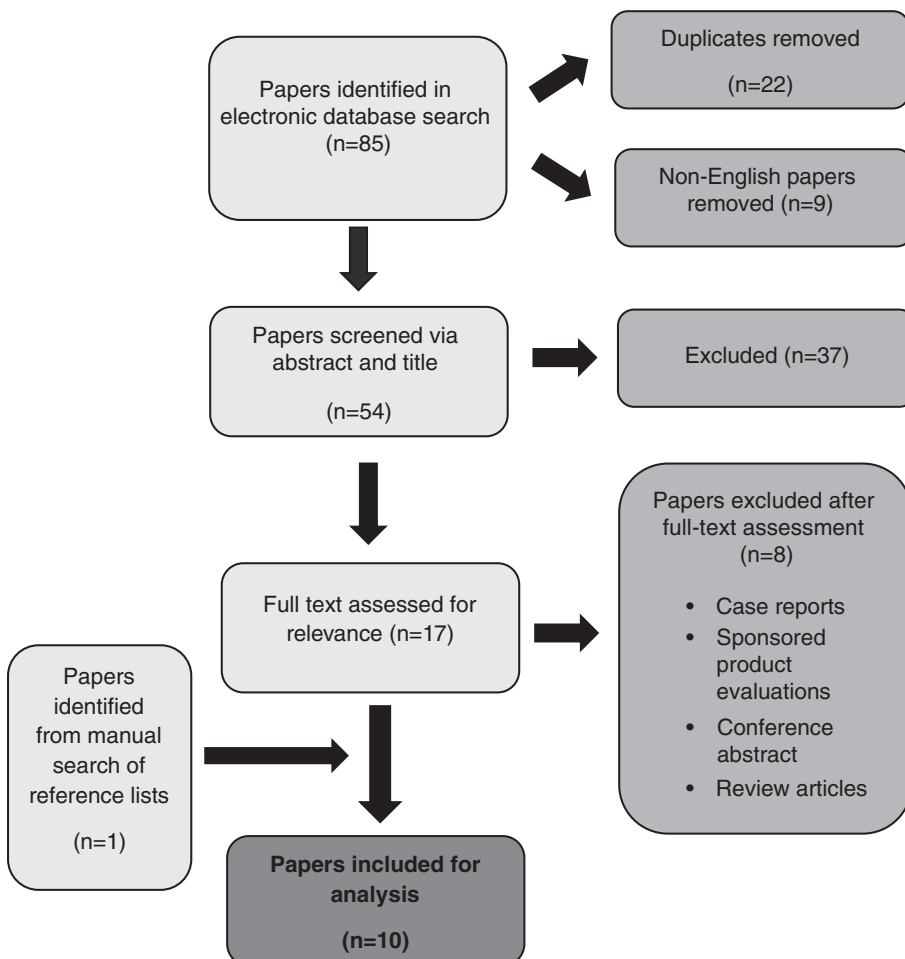 Papers identified in
electronic database search
(n=85)
Duplicates removed
(n=22)
Non-English papers
removed (n=9)
Papers screened via
abstract and title
(n=54)
Excluded (n=37)
Full text assessed for
relevance (n=17)
Papers excluded after
full-text assessment
(n=8)
• Case reports
• Sponsored
product
evaluations
• Conference
abstract
• Review articles
Papers
identified
from manual
search of
reference lists
(n=1)
Papers included for
analysis
(n=10)